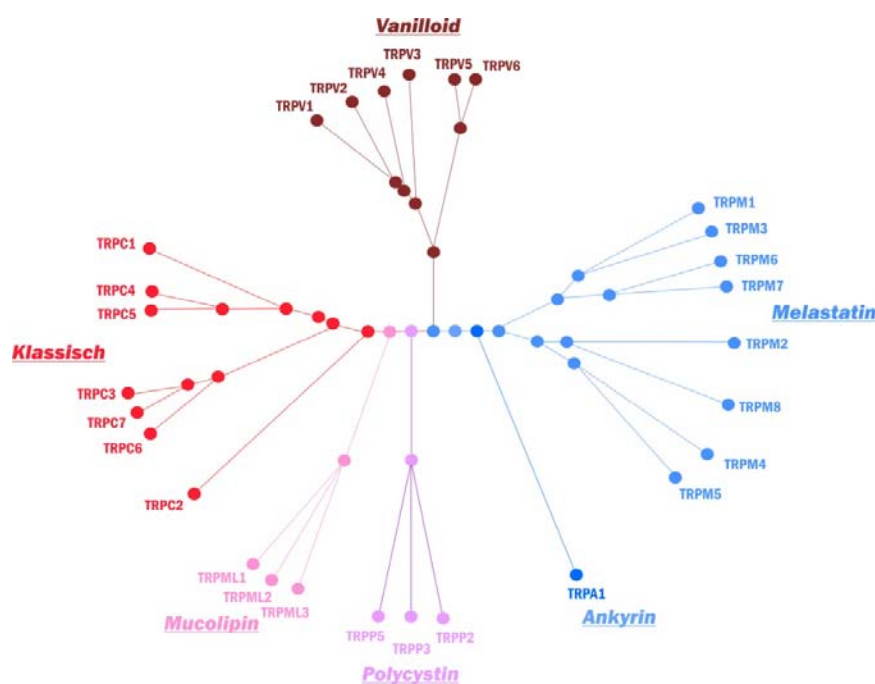 Vanilloid
TRPV1
TRPV2
TRPV4
TRPV3
TRPV5
TRPV6
TRPM1
TRPM3
TRPM6
TRPM7
Melastatin
TRPM2
TRPM8
TRPM4
TRPM5
TRPA1
Ankyrin
TRPP2
TRPP3
TRPP5
Polycystin
TRPML3
TRPML2
TRPML1
Mucolipin
TRPC2
TRPC6
TRPC7
TRPC3
Klassisch
TRPC5
TRPC4
TRPC1